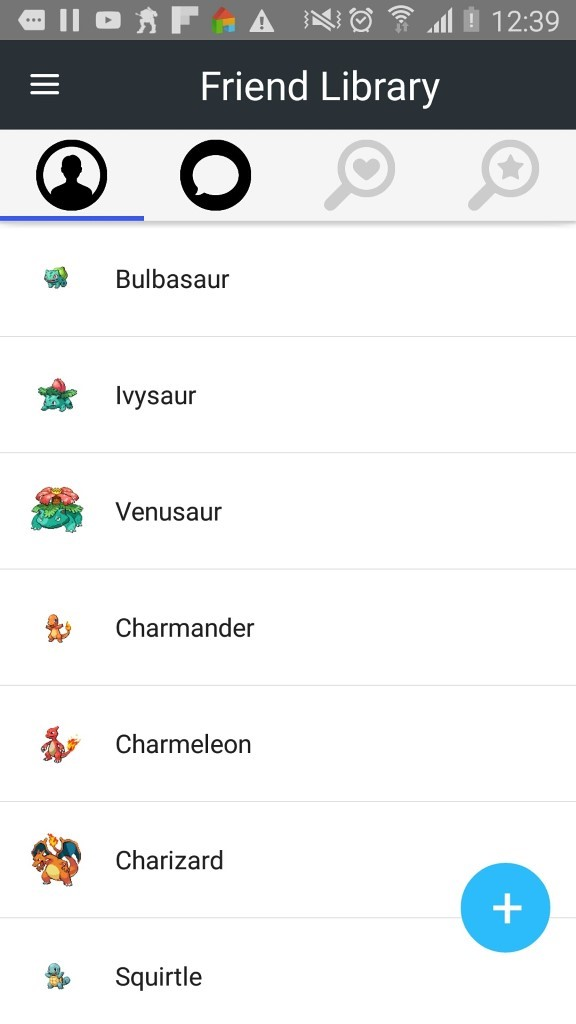 12:39
Friend Library
Bulbasaur
Ivysaur
Venusaur
Charmander
Charmeleon
Charizard
Squirtle